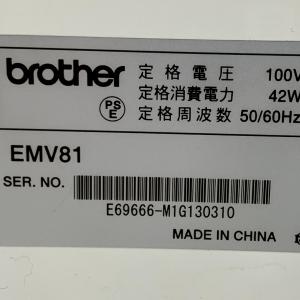 brother
定格電圧 100V
定格消費電力 42W
定格周波数 50/60Hz
PS
E
EMV81
SER. NO.
E69666-M1G130310
MADE IN CHINA